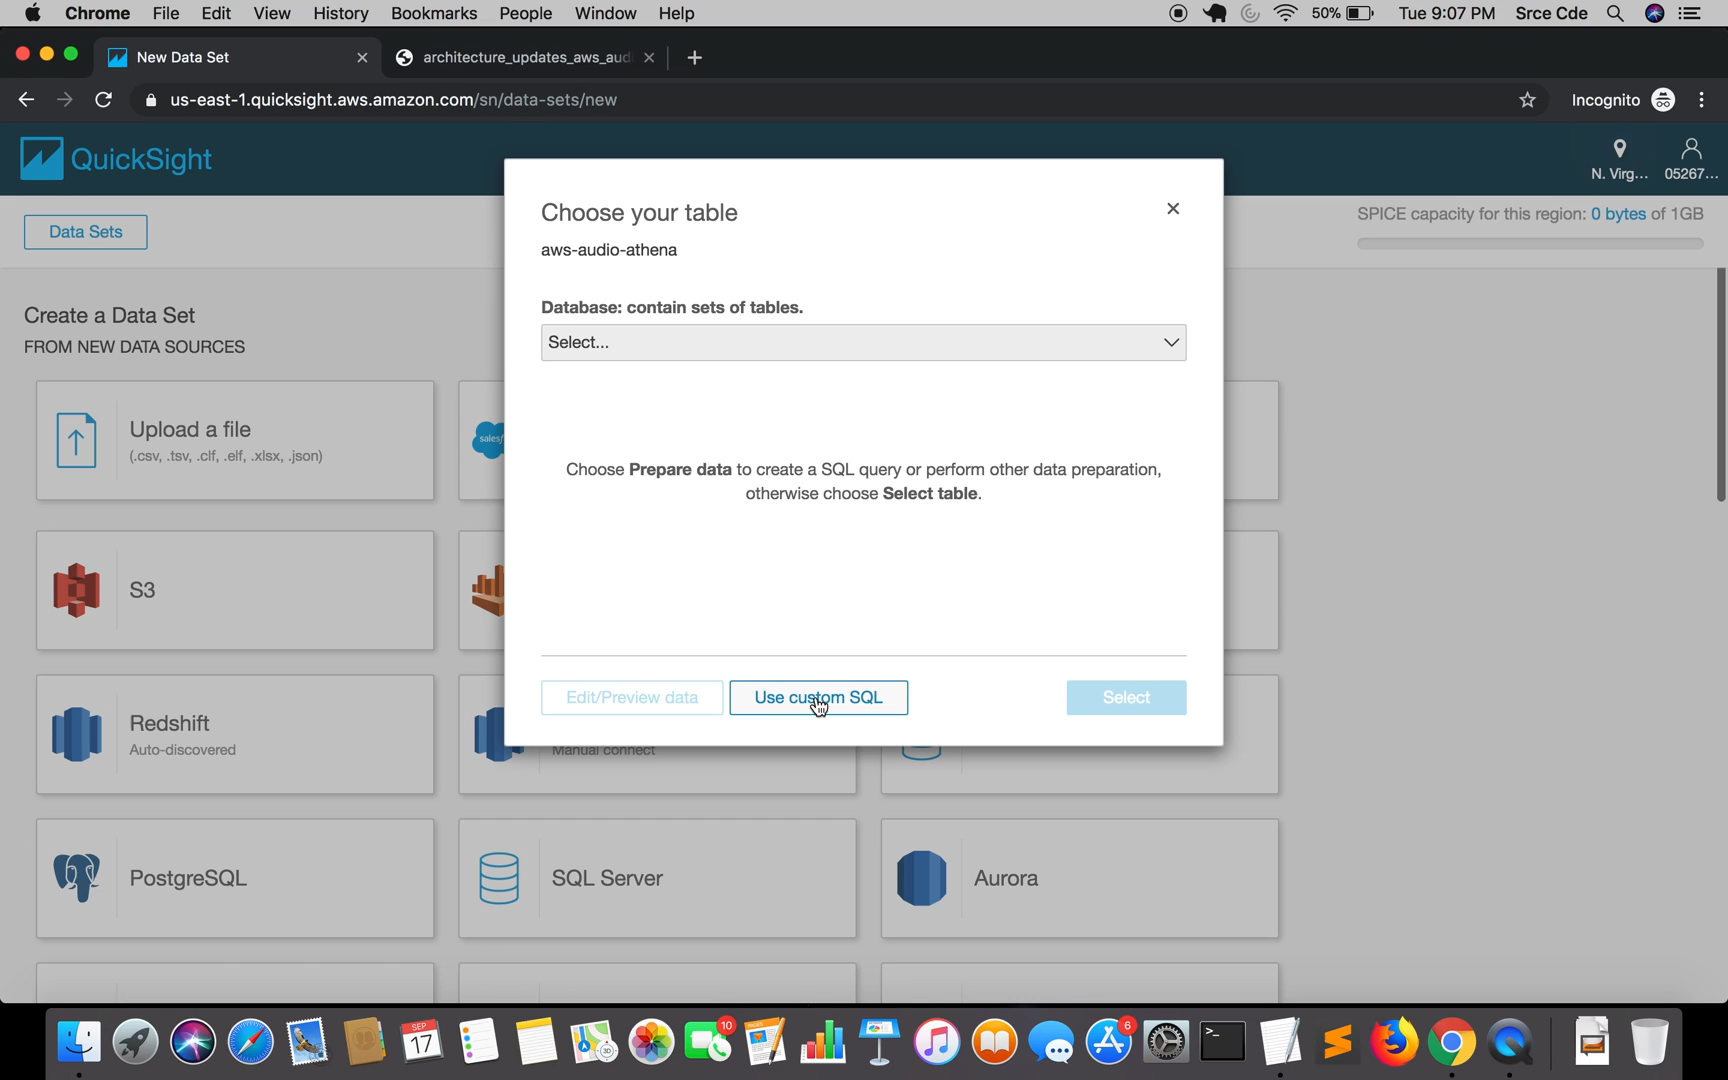 Chrome File Edit View History Bookmarks People Window Help 50% Tue 9:07 PM Srce Cde
New Data Set
architecture_updates_aws_aud
us-east-1.quicksight.aws.amazon.com/sn/data-sets/new
Incognito
QuickSight
N. Virg... 05267...
Data Sets
SPICE capacity for this region: 0 bytes of 1GB
Choose your table
aws-audio-athena
Database: contain sets of tables.
Select...
Choose Prepare data to create a SQL query or perform other data preparation,
otherwise choose Select table.
Edit/Preview data
Use custom SQL
Select
Create a Data Set
FROM NEW DATA SOURCES
Upload a file
(.csv, .tsv, .clf, .elf, .xlsx, .json)
S3
Redshift
Auto-discovered
Manual connect
PostgreSQL
SQL Server
Aurora
SEP
17
10
6